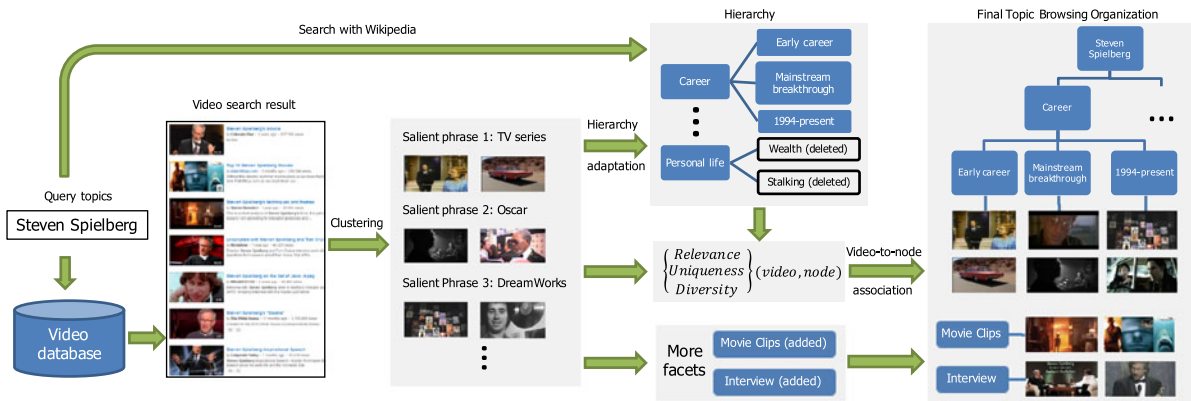 Hierarchy
Final Topic Browsing Organization
Search with Wikipedia
Early career
Career
Mainstream
breakthrough
1994-present
Personal life
Wealth (deleted)
Stalking (deleted)
Steven
Spielberg
Career
...
Early career
Mainstream
breakthrough
1994-present
Video search result
Query topics
Steven Spielberg
Video
database
Clustering
Salient phrase 1: TV series
Salient phrase 2: Oscar
Salient Phrase 3: DreamWorks
Hierarchy
adaptation
Relevance
Uniqueness
Diversity
(video, node)
Video-to-node
association
More
facets
Movie Clips (added)
Interview (added)
Movie Clips
Interview